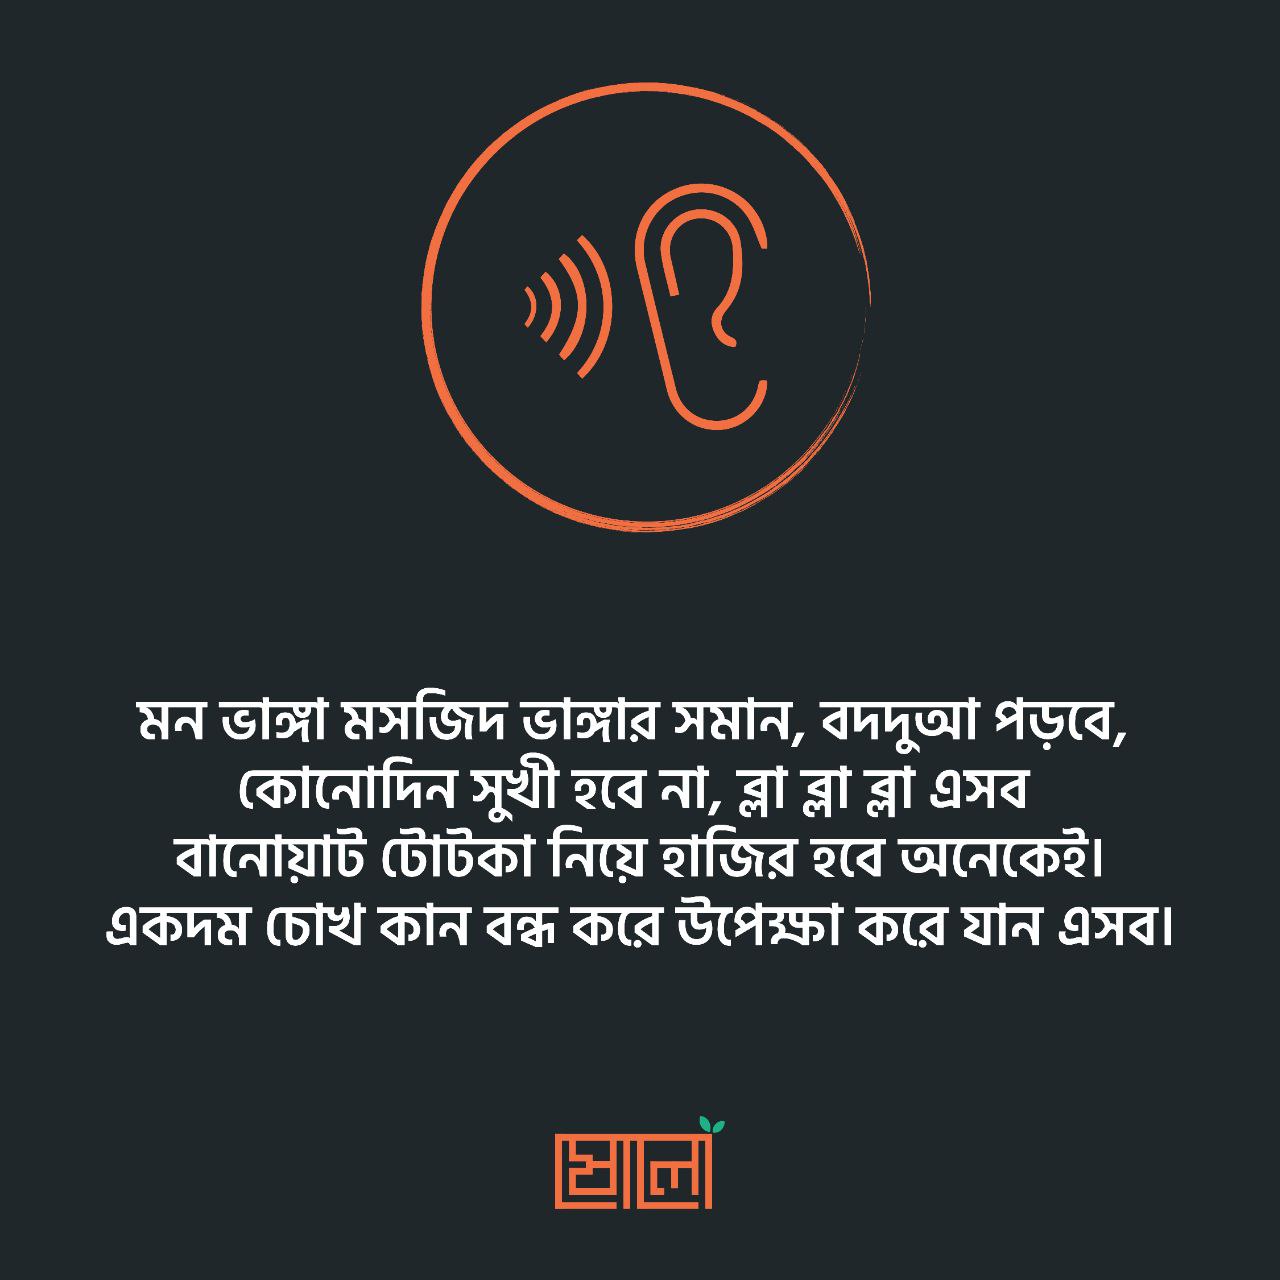 মন ভাঙ্গা মসজিদ ভাঙ্গার সমান, বদদুআ পড়বে,
কোনোদিন সুখী হবে না, ব্লা ব্লা ব্লা এসব
বানোয়াট টোটকা নিয়ে হাজির হবে অনেকেই।
একদম চোখ কান বন্ধ করে উপেক্ষা করে যান এসব।